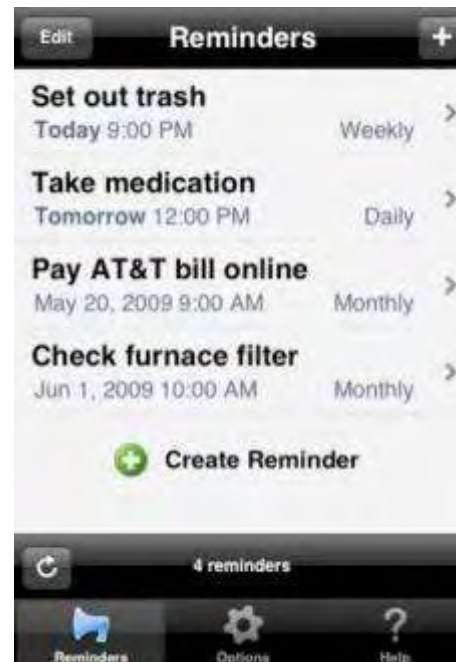 Edit Reminders +
Set out trash
Today 9:00 PM Weekly
Take medication
Tomorrow 12:00 PM Daily
Pay AT&T bill online
May 20, 2009 9:00 AM Monthly
Check furnace filter
Jun 1, 2009 10:00 AM Monthly
Create Reminder
4 reminders
Reminders Options Help